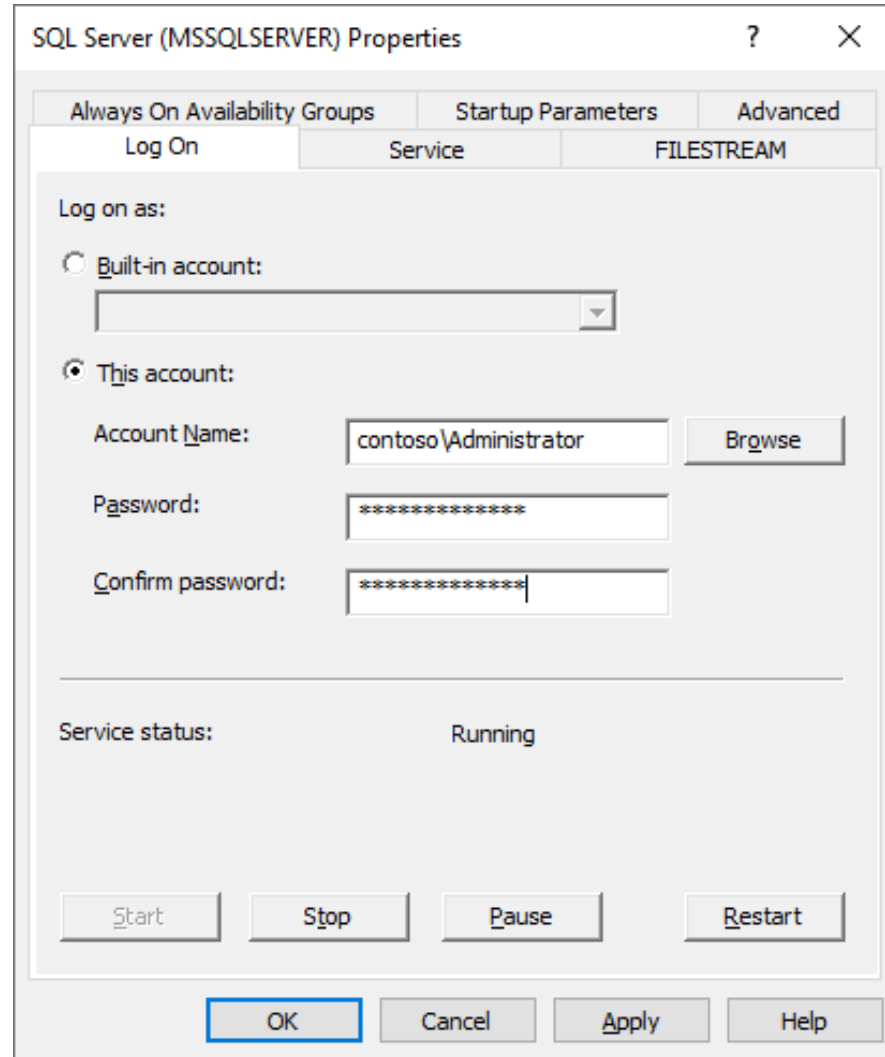 SQL Server (MSSQLSERVER) Properties ? ×
Always On Availability Groups Startup Parameters Advanced
Log On Service FILESTREAM
Log on as:
Built-in account:
This account:
Account Name: contoso\Administrator Browse
Password: *************
Confirm password: *************
Service status: Running
Start Stop Pause Restart
OK Cancel Apply Help